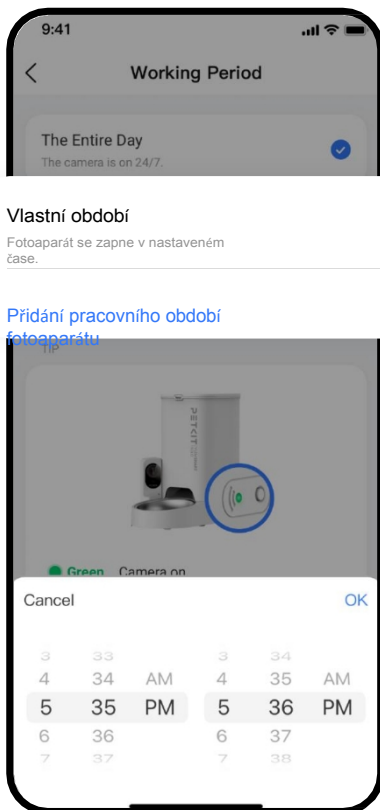 9:41
Working Period
The Entire Day
The camera is on 24/7.
Vlastní období
Fotoaparát se zapne v nastaveném
čase.
Přidání pracovního období
fotoaparátu
TIP
PETKIT
Green Camera on
Cancel OK
3 33 3 34
4 34 AM 4 35 AM
5 35 PM 5 36 PM
6 36 6 37
7 37 7 38